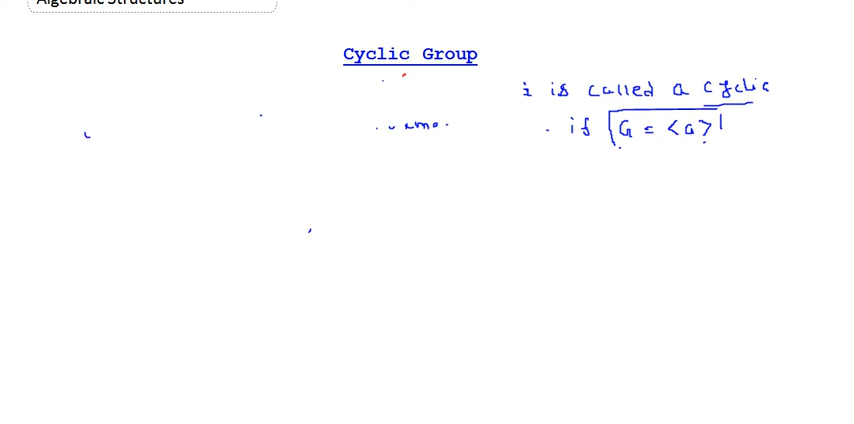 Algebraic Structures
Cyclic Group
is called a cyclic
if G = <a>